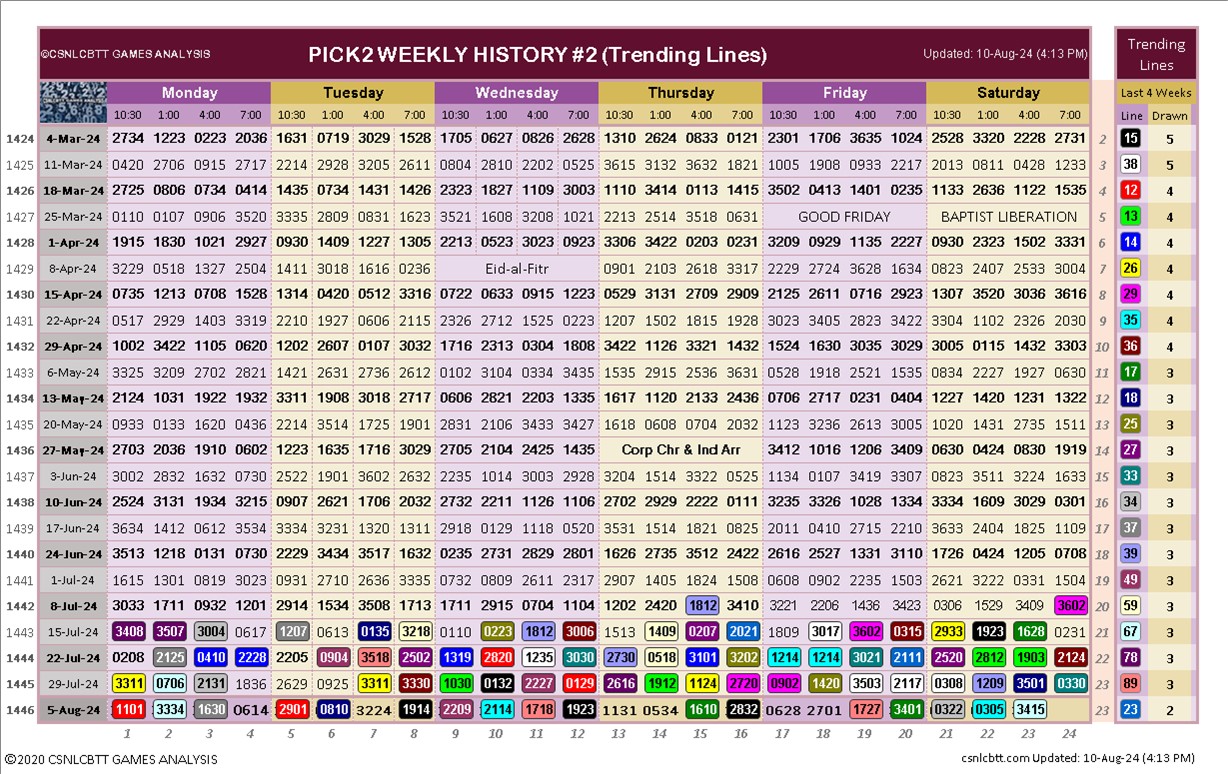 ©CSNLCBTT GAMES ANALYSIS PICK2 WEEKLY HISTORY #2 (Trending Lines) Updated: 10-Aug-24 (4:13 PM) Trending Lines
Monday Tuesday Wednesday Thursday Friday Saturday Last 4 Weeks
10:30 1:00 4:00 7:00 10:30 1:00 4:00 7:00 10:30 1:00 4:00 7:00 10:30 1:00 4:00 7:00 10:30 1:00 4:00 7:00 10:30 1:00 4:00 7:00 Line Drawn
1424 4-Mar-24 2734 1223 0223 2036 1631 0719 3029 1525 1705 0627 0826 2628 1310 2624 0833 0121 2301 1706 3635 1024 2528 3320 2228 2731 2 15 5
1425 11-Mar-24 0420 2706 0915 2717 2214 2928 3205 2611 0804 2810 2202 0525 3615 3132 3632 1821 1005 1908 0933 2217 2013 0811 0428 1233 3 38 5
1426 18-Mar-24 2725 0806 0734 0414 1435 0734 1431 1426 2323 1827 1109 3003 1110 3414 0113 1415 3502 0413 1401 0235 1133 2636 1122 1535 4 12 4
1427 25-Mar-24 0110 0107 0906 3520 3335 2809 0831 1623 3521 1608 3208 1021 2213 2514 3518 0631 GOOD FRIDAY BAPTIST LIBERATION 5 13 4
1428 1-Apr-24 1915 1830 1021 2927 0930 1409 1227 1305 2213 0523 3023 0923 3306 3422 0203 0231 3209 0929 1135 2227 0930 2323 1502 3331 6 14 4
1429 8-Apr-24 3229 0518 1327 2504 1411 3018 1616 0239 Eid-al-Fitr 0901 2103 2618 3317 2229 2724 3628 1634 0823 2407 2533 3004 7 26 4
1430 15-Apr-24 0735 1213 0708 1528 1314 0420 0512 3315 0722 0633 0915 1223 0529 3131 2709 2909 2125 2611 0716 2923 1307 3520 3036 3616 8 29 4
1431 22-Apr-24 0517 2929 1403 3319 2210 1927 0606 2115 2326 2712 1525 0223 1207 1502 1815 1928 3023 3405 2323 3422 3304 1102 2326 2030 9 35 4
1432 29-Apr-24 1002 3422 1105 0620 1202 2607 0107 3032 1716 2313 0304 1808 3422 1126 3321 1432 1524 1630 3035 3029 3005 0115 1432 3303 10 36 4
1433 6-May-24 3325 3209 2702 2821 1421 2631 2736 2612 0102 3104 0334 3435 1535 2915 2536 3631 0528 1918 2521 1535 0834 2227 1927 0630 11 17 3
1434 13-May-24 2124 1031 1922 1932 3311 1908 3018 2717 0606 2821 2203 1335 1617 1120 2133 2436 0706 2717 0231 0404 1227 1420 1231 1322 12 18 3
1435 20-May-24 0933 0133 1620 0436 2214 3514 1725 1901 2831 2106 3433 3427 1618 0608 0704 2032 1123 3236 2613 3005 1020 1431 2735 1511 13 25 3
1436 27-May-24 2703 2036 1910 0602 1223 1635 1716 3029 2705 2104 2425 1435 Corp Chr & Ind Arr 3412 1016 1206 3409 0630 0424 0830 1919 14 27 3
1437 3-Jun-24 3002 2832 1632 0730 2522 1901 3602 2632 2235 1014 3003 2928 3204 1514 3322 0525 1134 0107 3419 3307 0823 3511 3224 1633 15 33 3
1438 10-Jun-24 2524 3131 1934 3215 0907 2621 1706 2032 2732 2211 1126 1106 2702 2929 2222 0111 3235 3326 1028 1334 3334 1609 3029 0301 16 34 3
1439 17-Jun-24 3634 1412 0612 3534 3334 3231 1320 1311 2918 0129 1118 0520 3531 1514 1821 0825 2011 0410 2715 2210 3633 2404 1825 1109 17 37 3
1440 24-Jun-24 3513 1218 0131 0730 2229 3434 3517 1632 0235 2731 2829 2801 1626 2735 3512 2422 2616 2527 1331 3110 1726 0424 1205 0708 18 39 3
1441 1-Jul-24 1615 1301 0819 3023 0931 2710 2636 3335 0732 0809 2611 2317 2907 1405 1824 1508 0608 0902 2235 1503 2621 3222 0331 1504 19 49 3
1442 8-Jul-24 3033 1711 0932 1201 2914 1534 3508 1713 1711 2915 0704 1104 1202 2420 1812 3410 3221 2206 1436 3423 0306 1529 3409 3602 20 59 3
1443 15-Jul-24 3408 3507 3004 0617 1207 0613 0135 3218 0110 0223 1812 3006 1513 1409 0207 2021 1809 3017 3602 0315 2933 1923 1628 0231 21 67 3
1444 22-Jul-24 0208 2125 0410 2228 2205 0904 3518 2502 1319 2820 1235 3030 2730 0518 3101 3202 1214 1214 3021 2111 2520 2812 1903 2124 22 78 3
1445 29-Jul-24 3311 0706 2131 1836 2629 0925 3311 3330 1030 0132 2227 0129 2616 1912 1124 2720 0902 1420 3503 2117 0308 1209 3501 0330 23 89 3
1446 5-Aug-24 1101 3334 1630 0614 2901 0810 3224 1914 2209 2114 1718 1923 1131 0534 1610 2832 0628 2701 1727 3401 0322 0305 3415 23 23 2
1 2 3 4 5 6 7 8 9 10 11 12 13 14 15 16 17 18 19 20 21 22 23 24
©2020 CSNLCBTT GAMES ANALYSIS csnlcbtt.com Updated: 10-Aug-24 (4:13 PM)